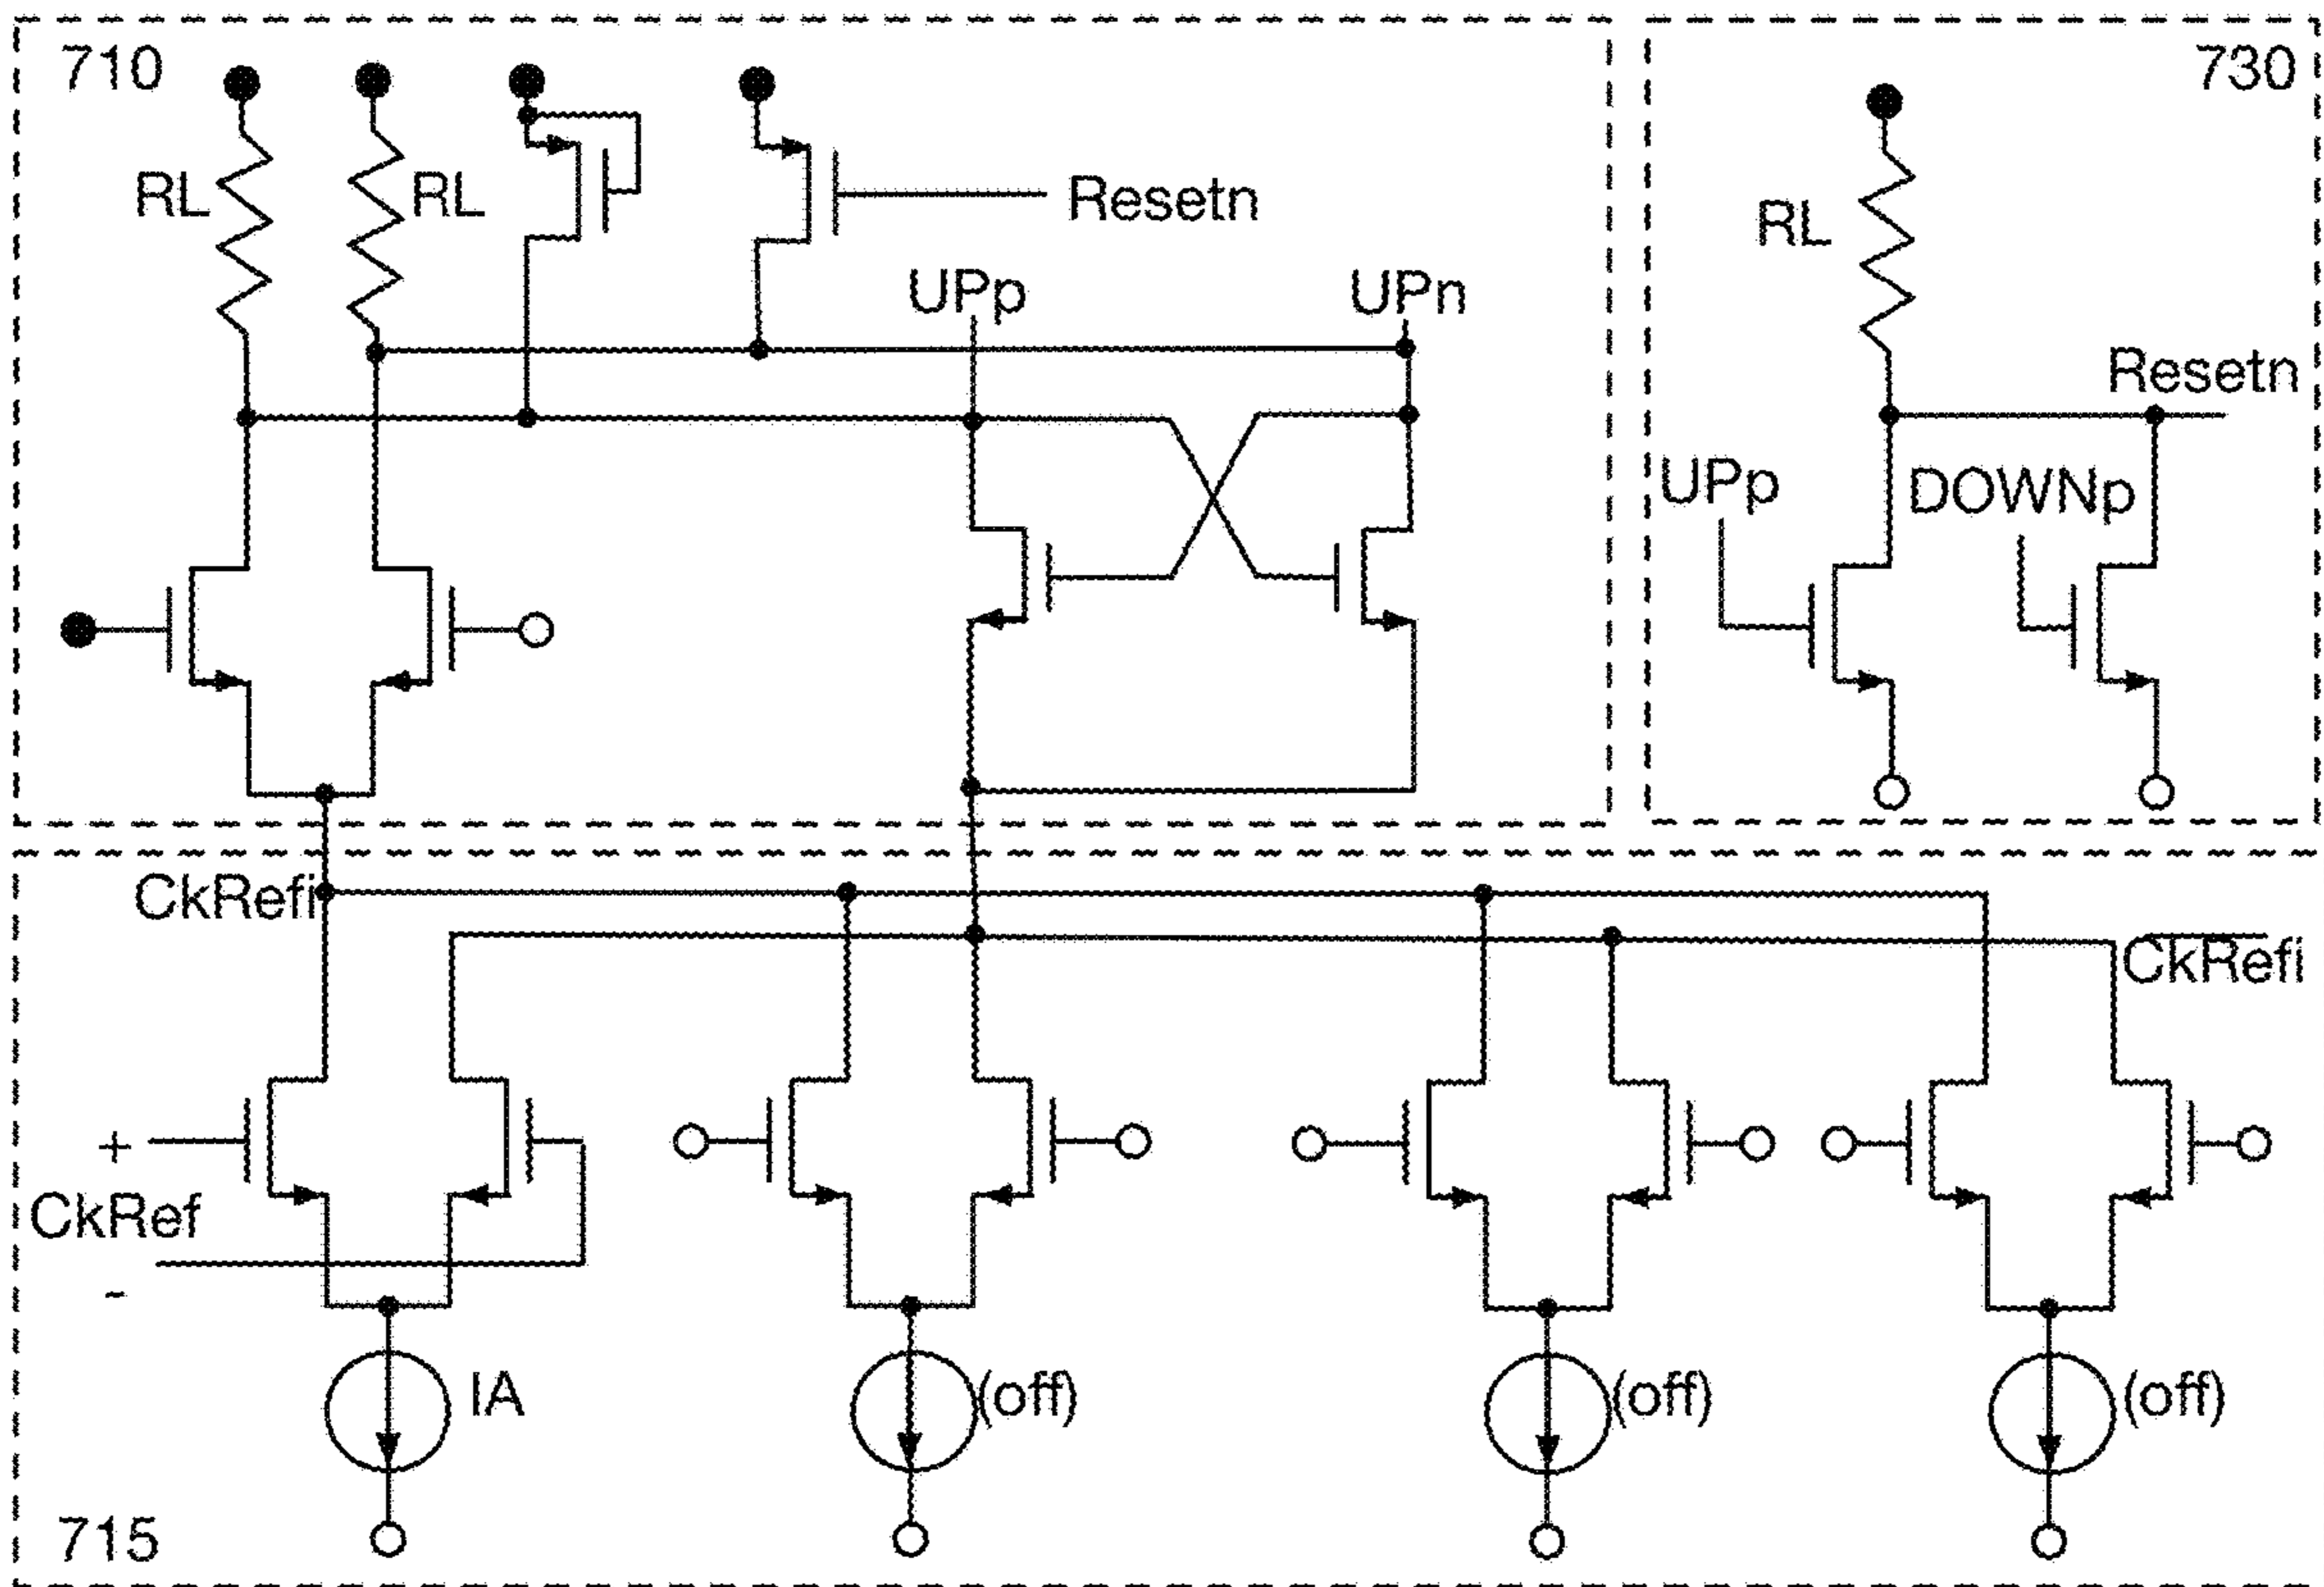 710
730
RL
RL
Resetn
RL
UPp
UPn
Resetn
UPp
DOWNp
CkRefi
CkRefi
+
CkRef
-
IA
(off)
(off)
(off)
715